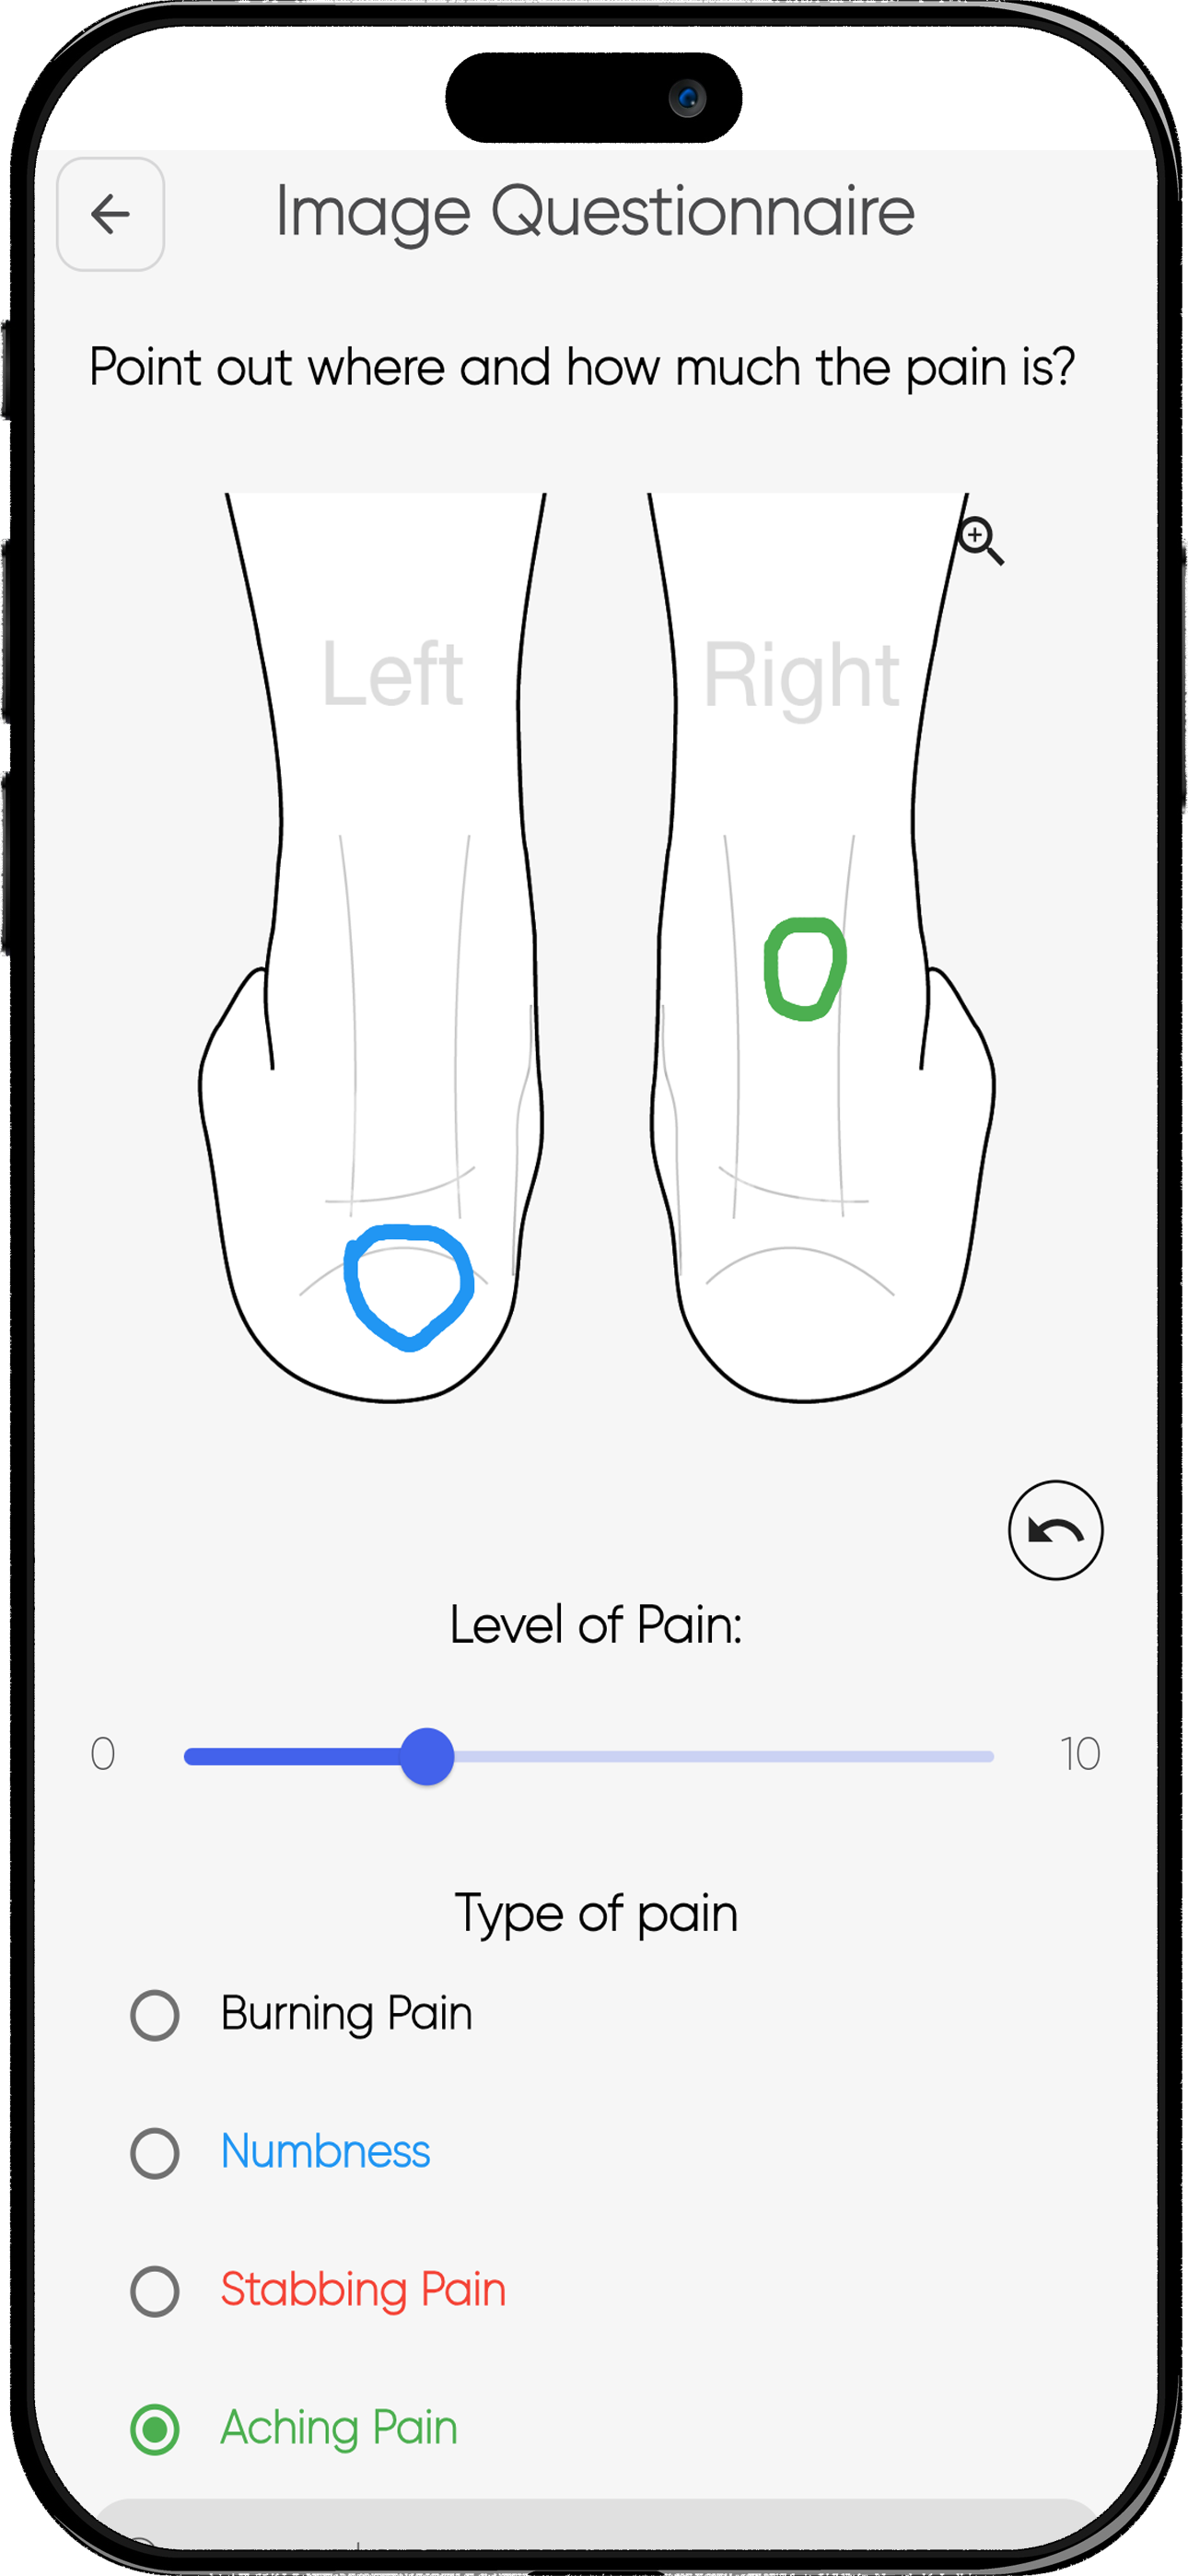 Image Questionnaire
Point out where and how much the pain is?
Left
Right
Level of Pain:
0
10
Type of pain
Burning Pain
Numbness
Stabbing Pain
Aching Pain